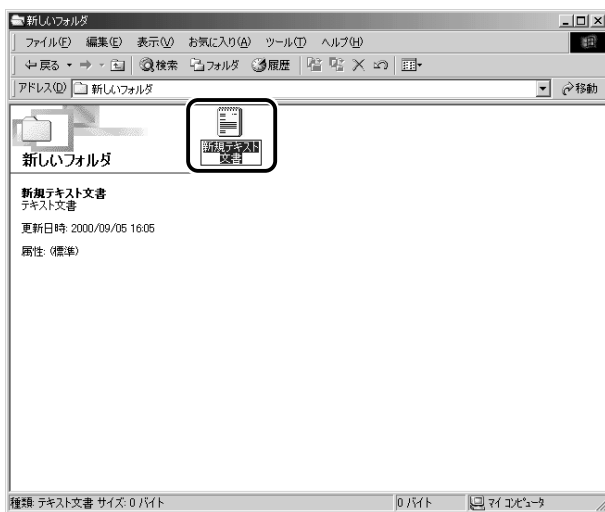 新しいフォルダ
ファイル(F) 編集(E) 表示(V) お気に入り(A) ツール(T) ヘルプ(H)
戻る 検索 フォルダ 履歴
アドレス(D) 新しいフォルダ 移動
新規テキスト
文書
新しいフォルダ
新規テキスト文書
テキスト文書
更新日時: 2000/09/05 16:05
属性: (標準)
種類: テキスト文書 サイズ: 0 バイト 0 バイト マイ コンピュータ